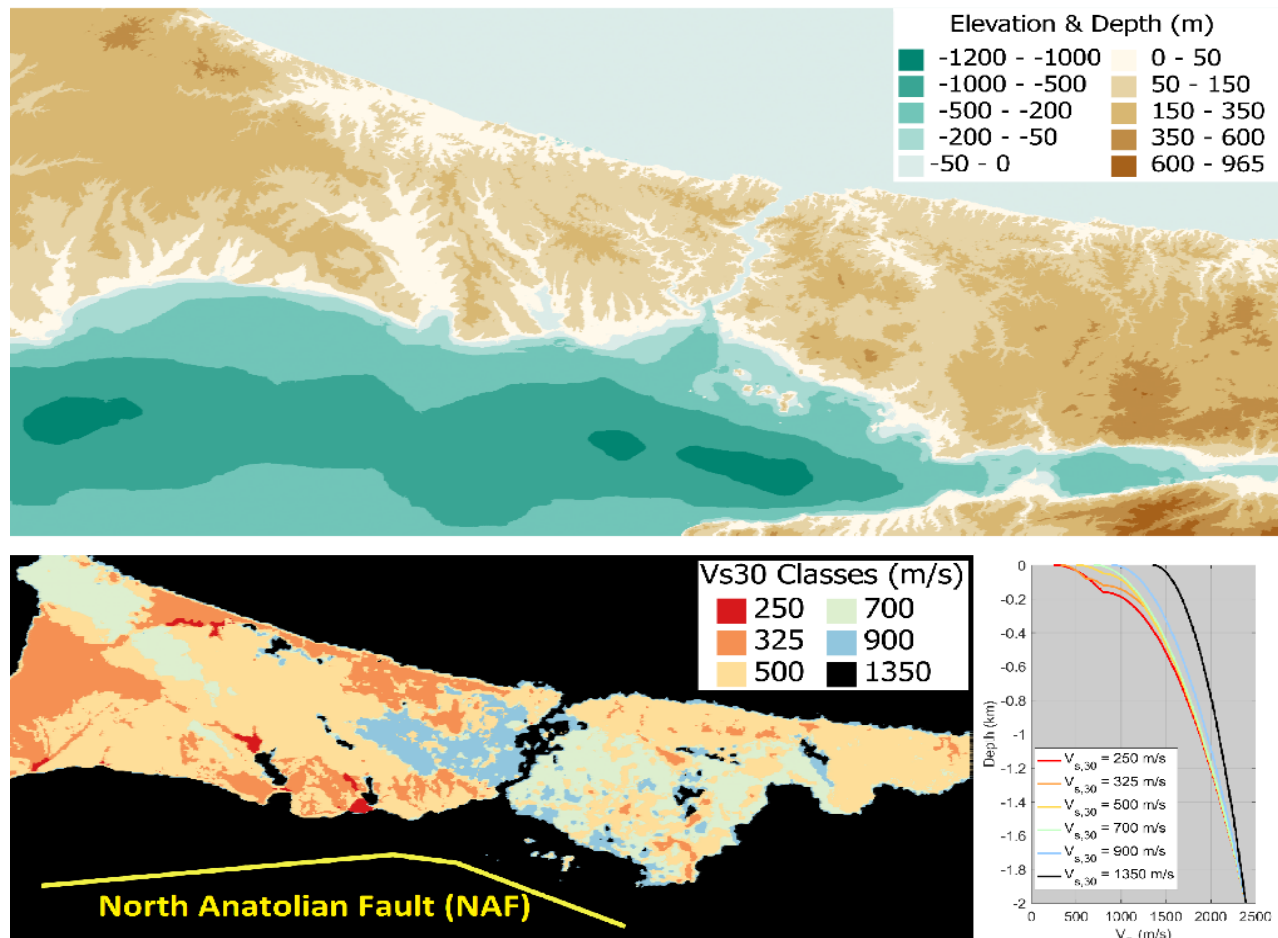 Elevation & Depth (m)
-1200 - -1000 0 - 50
-1000 - -500 50 - 150
-500 - -200 150 - 350
-200 - -50 350 - 600
-50 - 0 600 - 965
Vs30 Classes (m/s)
250 700
325 900
500 1350
North Anatolian Fault (NAF)
0
-0.2
-0.4
-0.6
-0.8
-1
-1.2
-1.4
-1.6
-1.8
-2
Depth (km)
Vs,30 = 250 m/s
Vs,30 = 325 m/s
Vs,30 = 500 m/s
Vs,30 = 700 m/s
Vs,30 = 900 m/s
Vs,30 = 1350 m/s
0 500 1000 1500 2000 2500
(m/s)